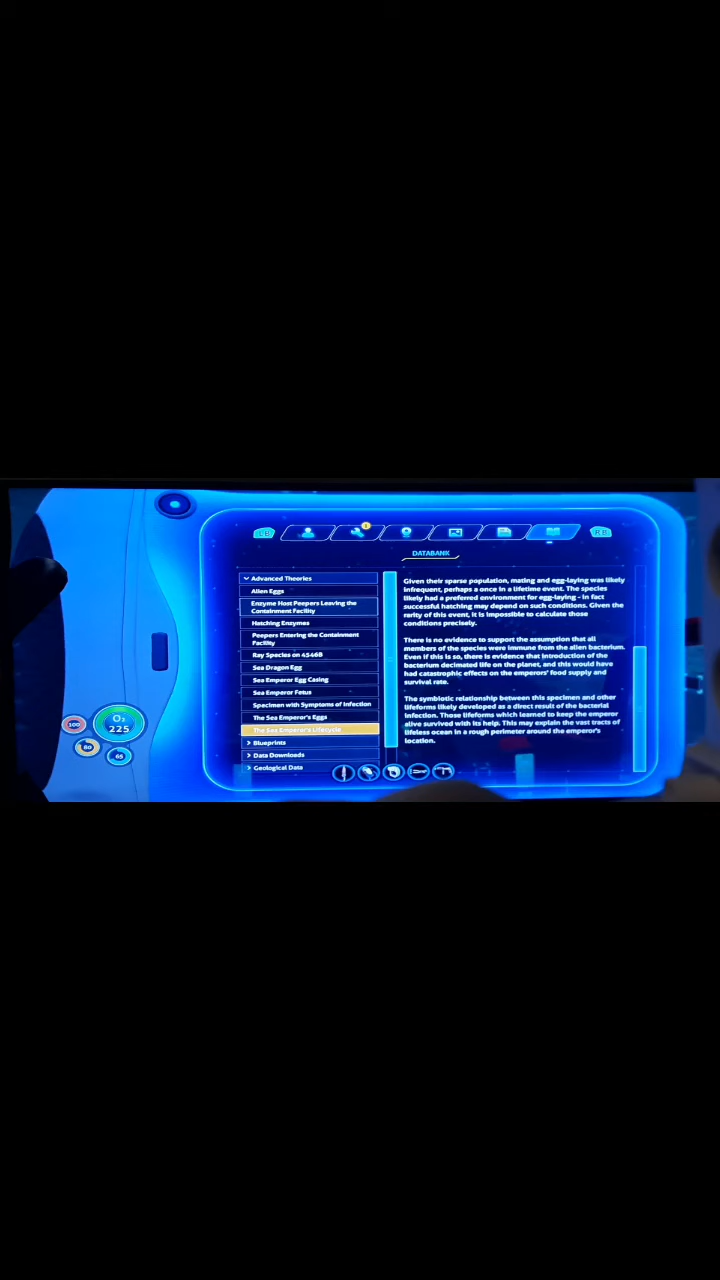 LB
1
RB
DATABANK
Advanced Theories
Alien Eggs
Enzyme Host Peepers Leaving the
Containment Facility
Hatching Enzymes
Peepers Entering the Containment
Facility
Ray Species on 4546B
Sea Dragon Egg
Sea Emperor Egg Casing
Sea Emperor Fetus
Specimen with Symptoms of Infection
The Sea Emperor's Eggs
The Sea Emperor's Lifecycle
Blueprints
Data Downloads
Geological Data
Given their sparse population, mating and egg-laying was likely
infrequent, perhaps a once in a lifetime event. The species
likely had a preferred environment for egg-laying - in fact
successful hatching may depend on such conditions. Given the
rarity of this event, it is impossible to calculate those
conditions precisely.
There is no evidence to support the assumption that all
members of the species were immune from the alien bacterium.
Even if this is so, there is evidence that introduction of the
bacterium decimated life on the planet, and this would have
had catastrophic effects on the emperors' food supply and
survival rate.
The symbiotic relationship between this specimen and other
lifeforms likely developed as a direct result of the bacterial
infection. Those lifeforms which learned to keep the emperor
alive survived with its help. This may explain the vast tracts of
lifeless ocean in a rough perimeter around the emperor's
location.
O₂
225
100
80
65